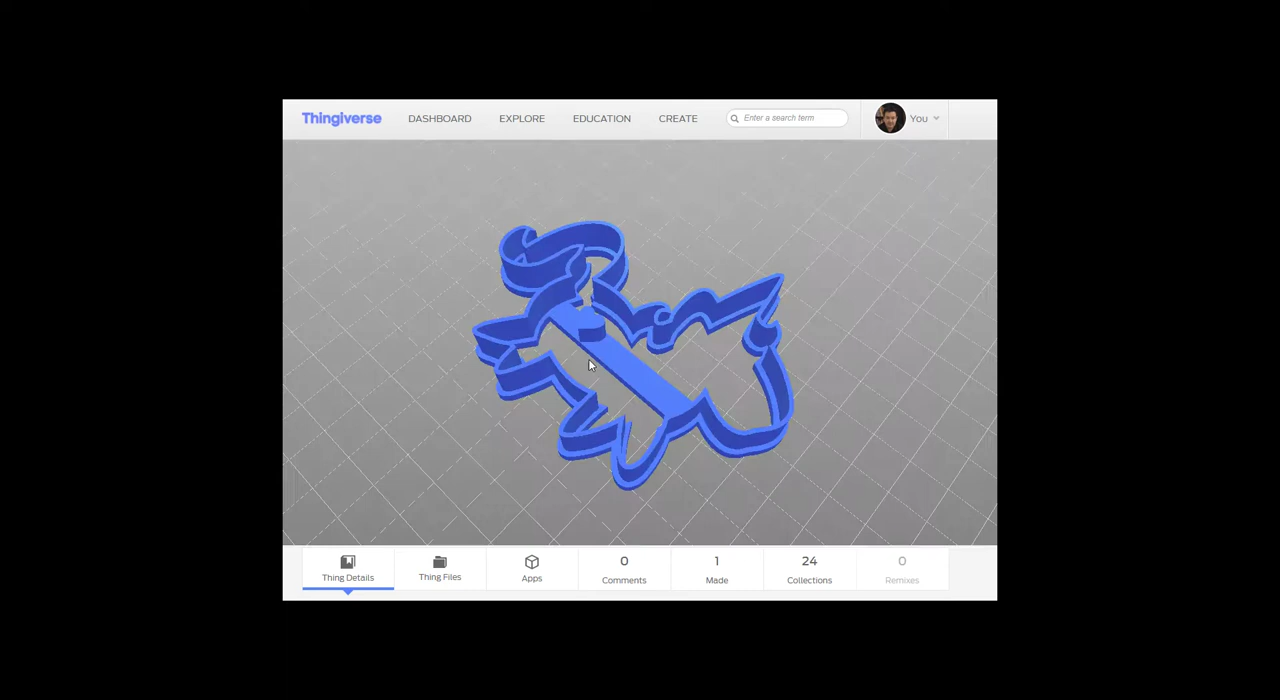 Thingiverse DASHBOARD EXPLORE EDUCATION CREATE Enter a search term You
0 1 24 0
Thing Details Thing Files Apps Comments Made Collections Remixes